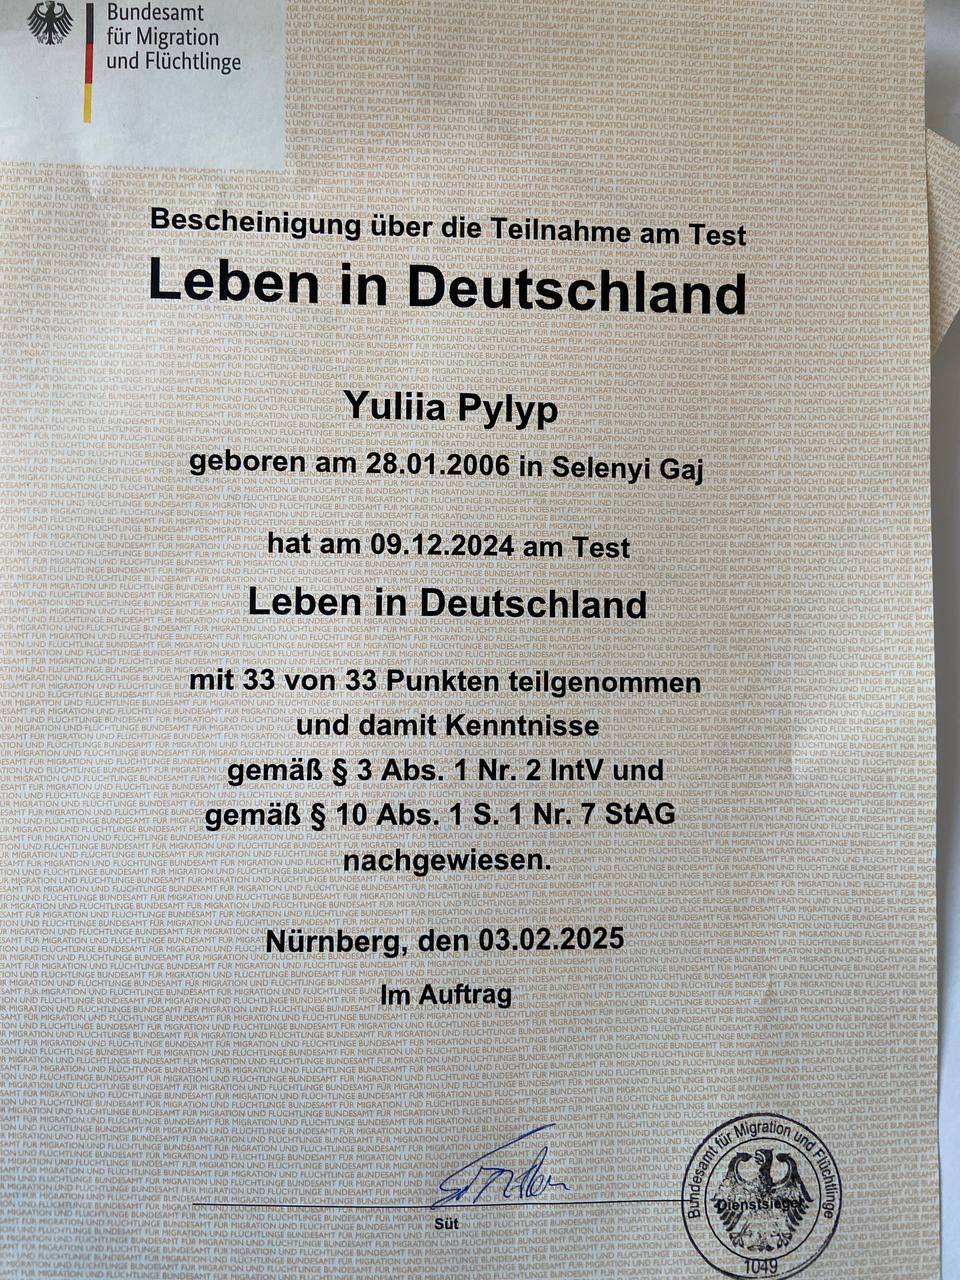 Bundesamt
für Migration
und Flüchtlinge
Bescheinigung über die Teilnahme am Test
Leben in Deutschland
Yuliia Pylyp
geboren am 28.01.2006 in Selenyi Gaj
hat am 09.12.2024 am Test
Leben in Deutschland
mit 33 von 33 Punkten teilgenommen
und damit Kenntnisse
gemäß § 3 Abs. 1 Nr. 2 IntV und
gemäß § 10 Abs. 1 S. 1 Nr. 7 StAG
nachgewiesen.
Nürnberg, den 03.02.2025
Im Auftrag
Süt
Bundesamt für Migration und Flüchtlinge
Dienstsiegel
1049